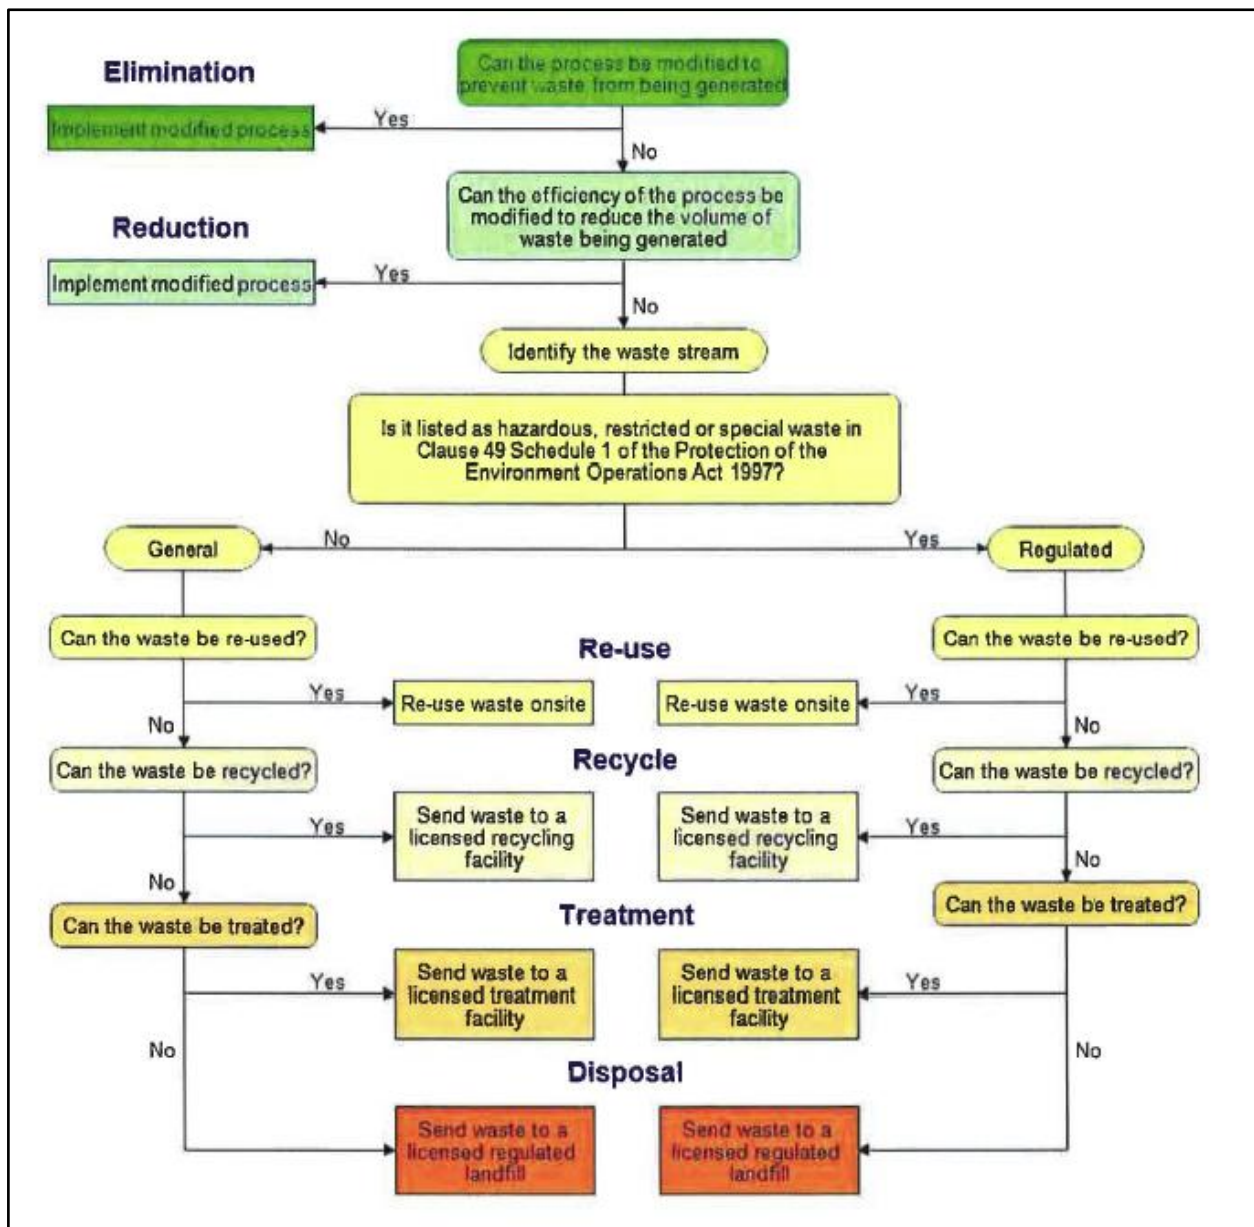 Elimination
Can the process be modified to
prevent waste from being generated
Implement modified process
Yes
No
Can the efficiency of the process be
modified to reduce the volume of
waste being generated
Reduction
Implement modified process
Yes
No
Identify the waste stream
Is it listed as hazardous, restricted or special waste in
Clause 49 Schedule 1 of the Protection of the
Environment Operations Act 1997?
General
No
Yes
Regulated
Can the waste be re-used?
Re-use
Can the waste be re-used?
Yes
Re-use waste onsite
Re-use waste onsite
Yes
No
No
Can the waste be recycled?
Recycle
Can the waste be recycled?
Yes
Send waste to a
licensed recycling
facility
Send waste to a
licensed recycling
facility
Yes
No
No
Can the waste be treated?
Treatment
Can the waste be treated?
Yes
Send waste to a
licensed treatment
facility
Send waste to a
licensed treatment
facility
Yes
No
No
Disposal
Send waste to a
licensed regulated
landfill
Send waste to a
licensed regulated
landfill